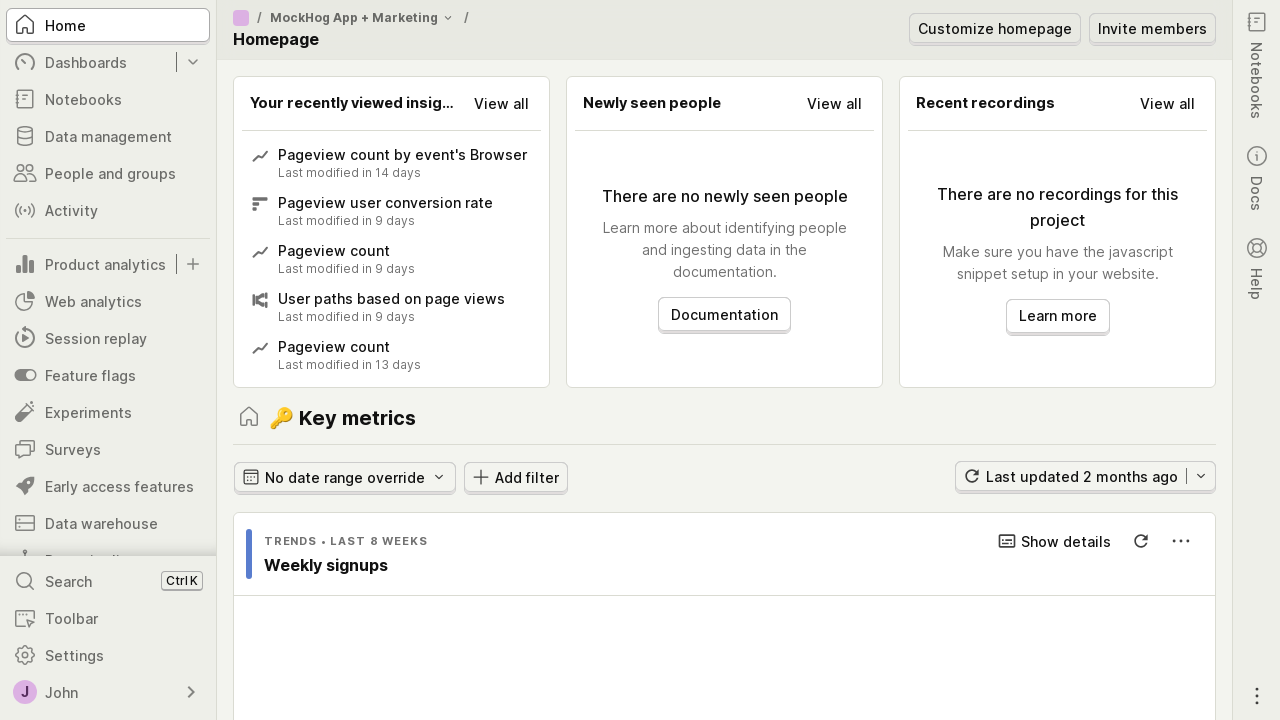 Home
Dashboards
Notebooks
Data management
People and groups
Activity
Product analytics
Web analytics
Session replay
Feature flags
Experiments
Surveys
Early access features
Data warehouse
Search
Ctrl K
Toolbar
Settings
J
John
/ MockHog App + Marketing /
Homepage
Customize homepage
Invite members
Your recently viewed insig...
View all
Pageview count by event's Browser
Last modified in 14 days
Pageview user conversion rate
Last modified in 9 days
Pageview count
Last modified in 9 days
User paths based on page views
Last modified in 9 days
Pageview count
Last modified in 13 days
Newly seen people
View all
There are no newly seen people
Learn more about identifying people
and ingesting data in the
documentation.
Documentation
Recent recordings
View all
There are no recordings for this
project
Make sure you have the javascript
snippet setup in your website.
Learn more
🔑 Key metrics
No date range override
Add filter
Last updated 2 months ago
TRENDS • LAST 8 WEEKS
Show details
Weekly signups
Notebooks
Docs
Help